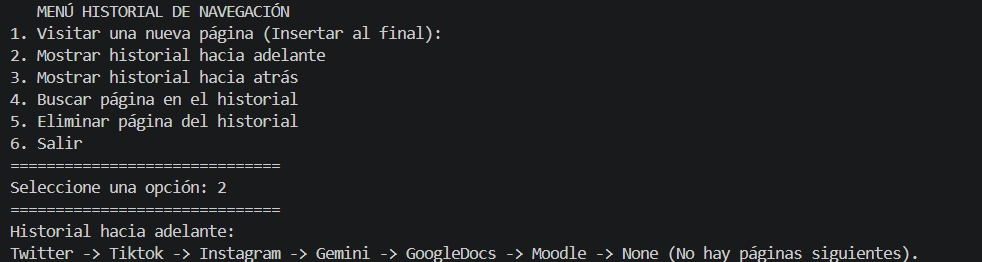 MENÚ HISTORIAL DE NAVEGACIÓN
1. Visitar una nueva página (Insertar al final):
2. Mostrar historial hacia adelante
3. Mostrar historial hacia atrás
4. Buscar página en el historial
5. Eliminar página del historial
6. Salir
==============================
Seleccione una opción: 2
==============================
Historial hacia adelante:
Twitter -> Tiktok -> Instagram -> Gemini -> GoogleDocs -> Moodle -> None (No hay páginas siguientes).